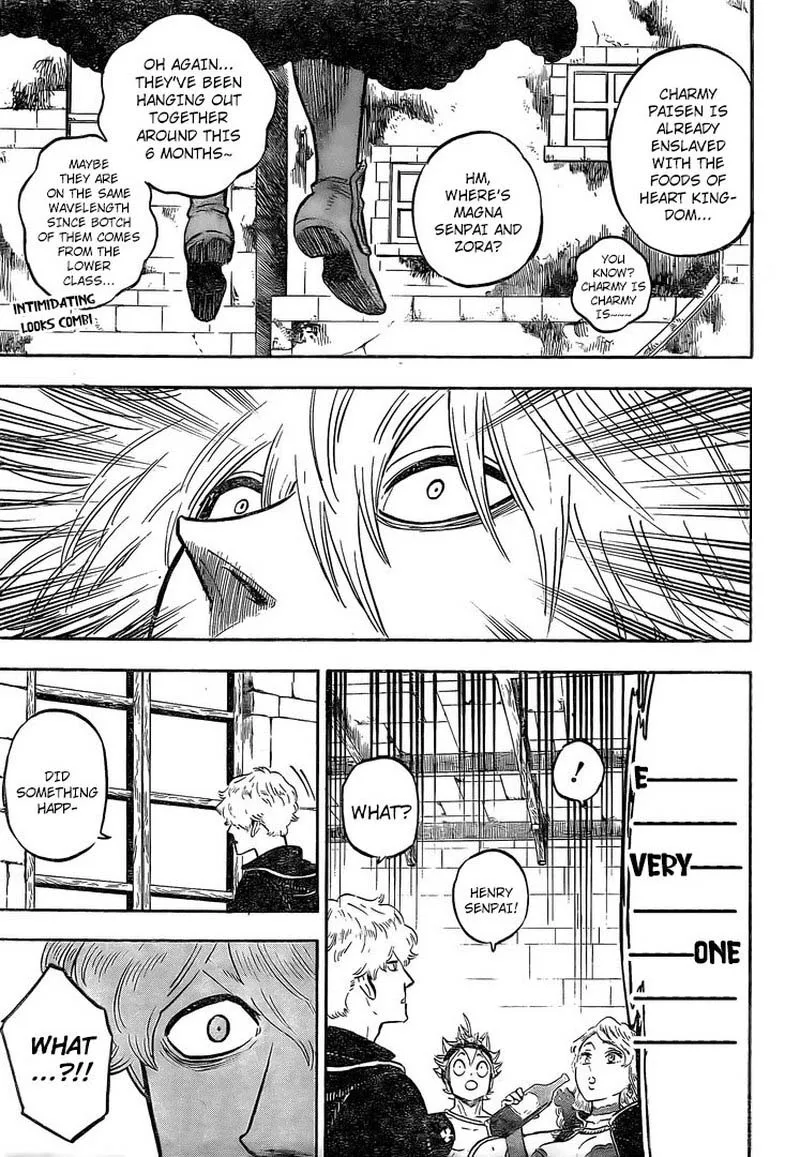 CHARMY
PAISEN IS
ALREADY
ENSLAVED
WITH THE
FOODS OF
HEART KING-
DOM...
YOU
KNOW?
CHARMY IS
CHARMY
IS~~~
HM,
WHERE'S
MAGNA
SENPAI AND
ZORA?
OH AGAIN...
THEY'VE BEEN
HANGING OUT
TOGETHER
AROUND THIS
6 MONTHS~
MAYBE
THEY ARE
ON THE SAME
WAVELENGTH
SINCE BOTCH
OF THEM COMES
FROM THE
LOWER
CLASS...
INTIMIDATING
LOOKS COMBI
E
VERY
ONE
!
WHAT?
HENRY
SENPAI!
DID
SOMETHING
HAPP-
WHAT
...?!!